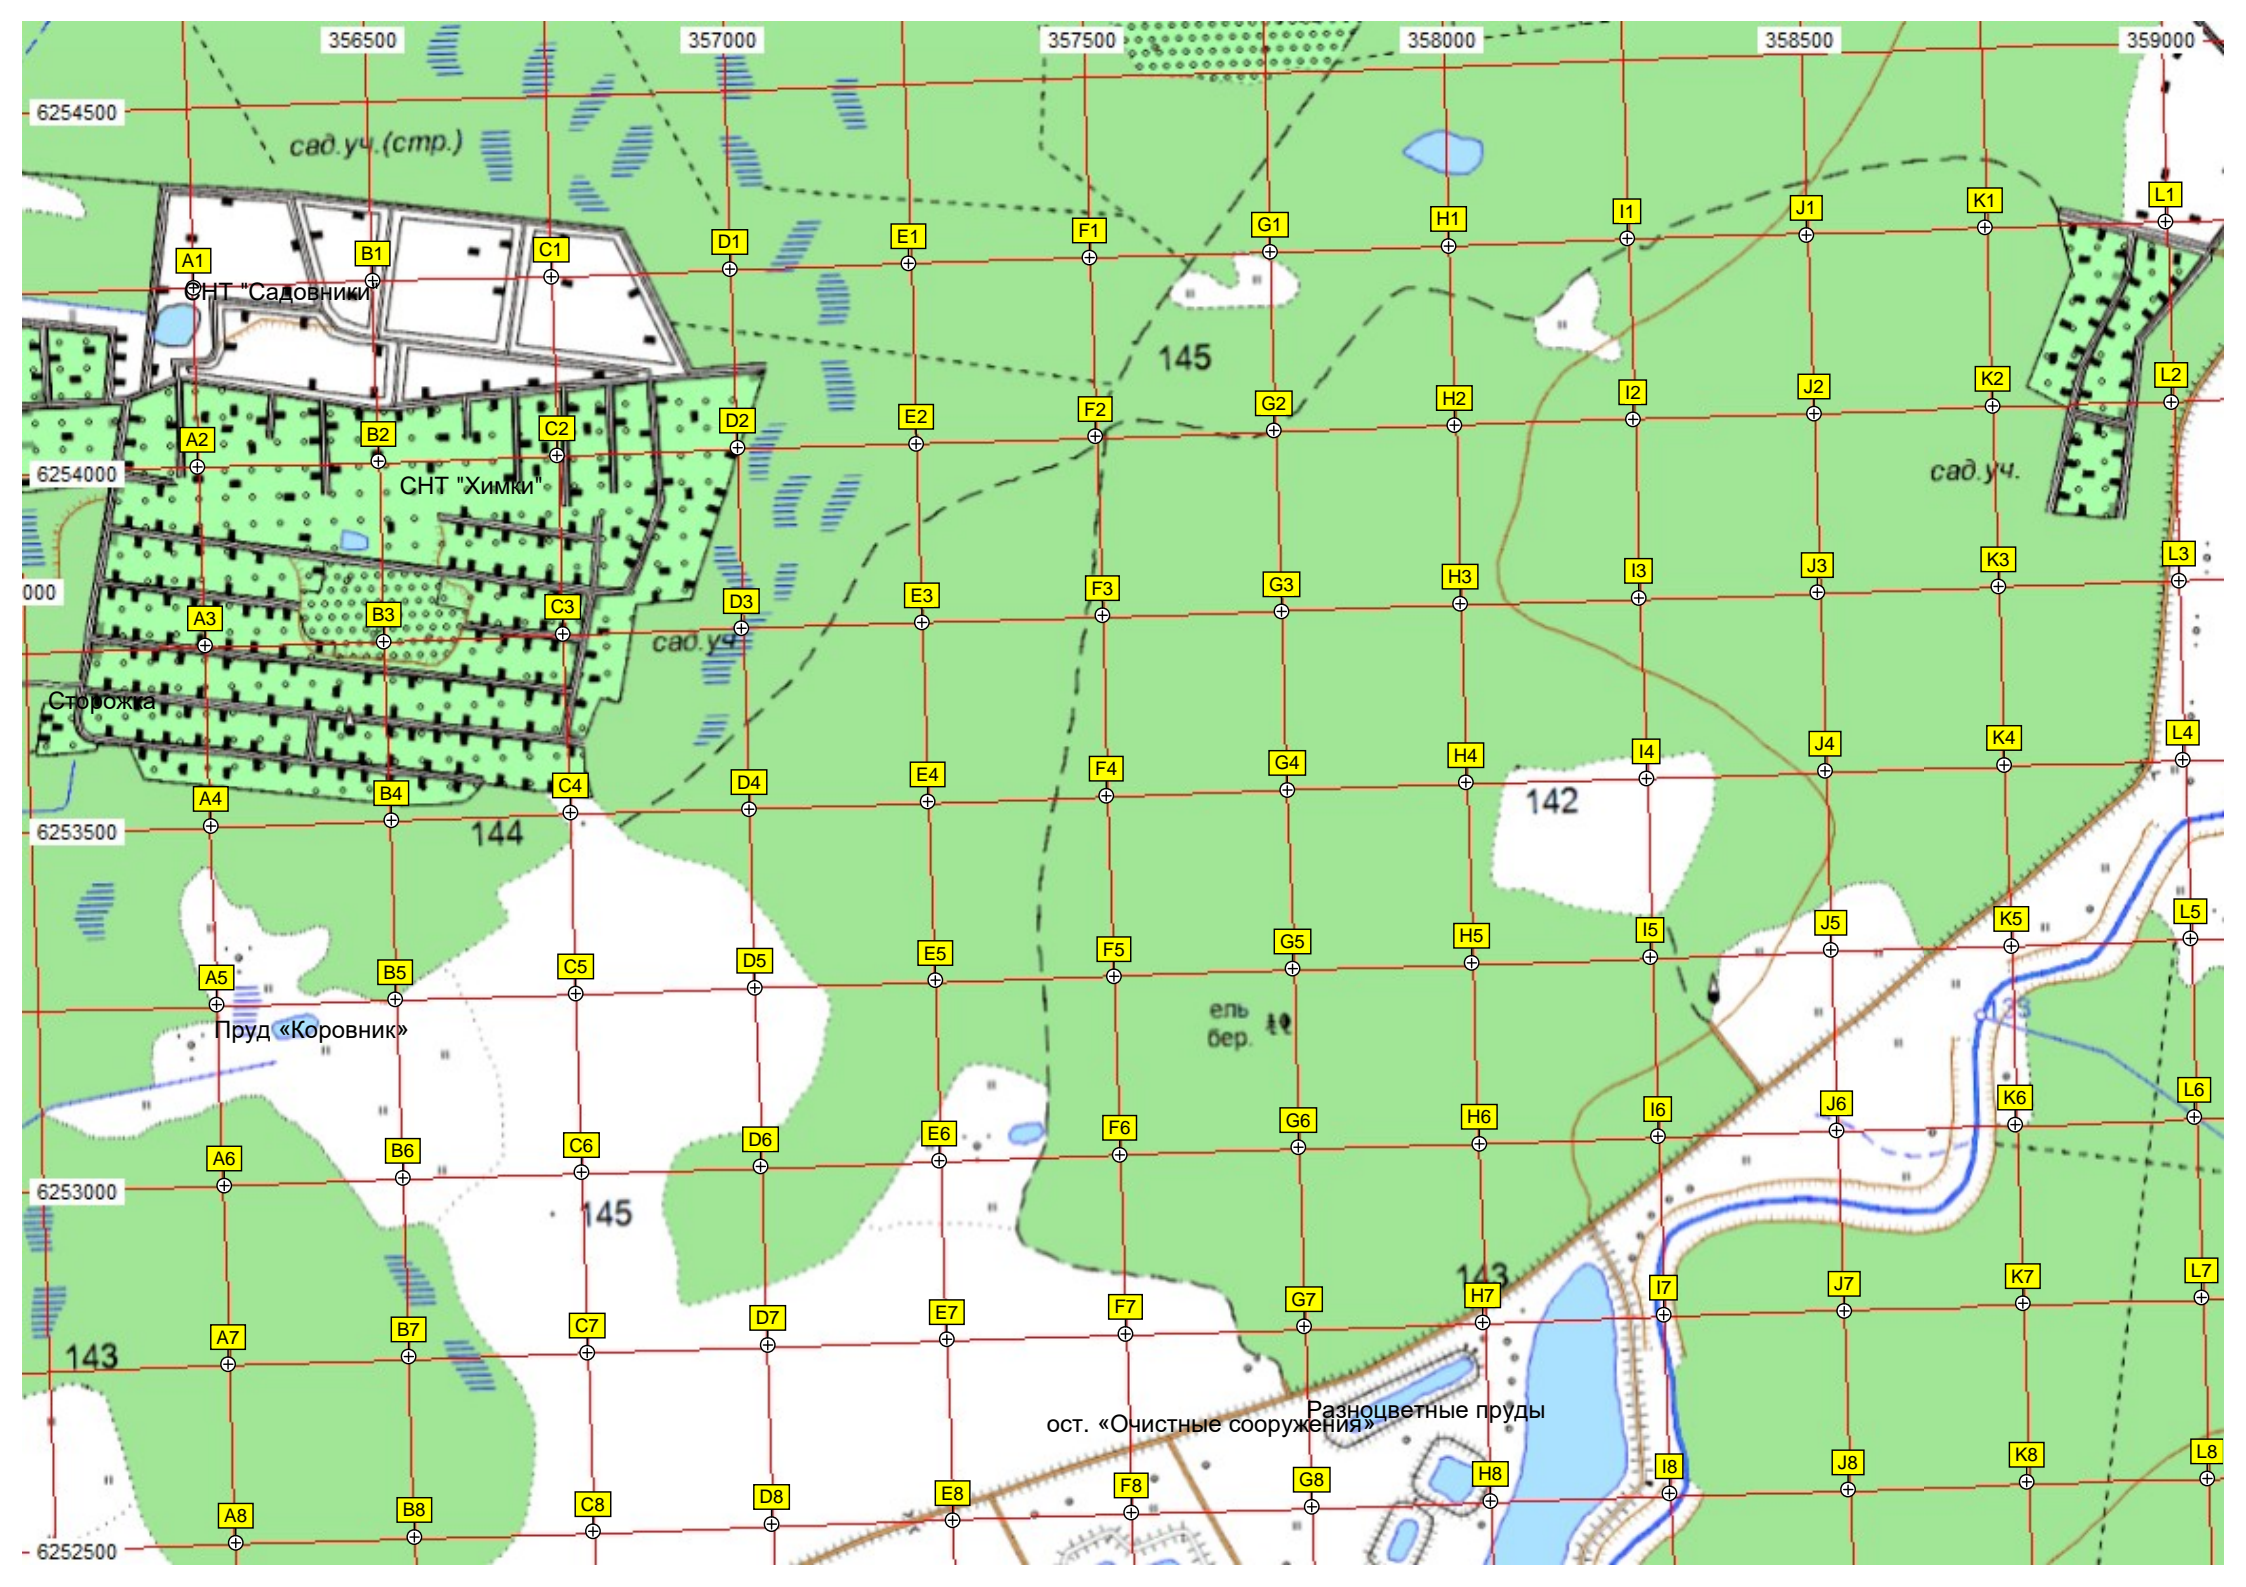 356500 357000 357500 358000 358500 359000
6254500
сад.уч.(стр.)
A1 B1 C1 D1 E1 F1 G1 H1 I1 J1 K1 L1
СНТ "Садовники"
145
A2 B2 C2 D2 E2 F2 G2 H2 I2 J2 K2 L2
6254000
СНТ "Химки"
сад.уч.
000
A3 B3 C3 D3 E3 F3 G3 H3 I3 J3 K3 L3
сад.уч
Сторожка
A4 B4 C4 D4 E4 F4 G4 H4 I4 J4 K4 L4
142
6253500
144
A5 B5 C5 D5 E5 F5 G5 H5 I5 J5 K5 L5
ель
бер.
Пруд «Коровник»
A6 B6 C6 D6 E6 F6 G6 H6 I6 J6 K6 L6
6253000
145
143
A7 B7 C7 D7 E7 F7 G7 H7 I7 J7 K7 L7
143
Разноцветные пруды
ост. «Очистные сооружения»
A8 B8 C8 D8 E8 F8 G8 H8 I8 J8 K8 L8
6252500